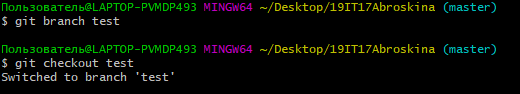 Пользователь@LAPTOP-PVMDP493 MINGW64 ~/Desktop/19IT17Abroskina (master)
$ git branch test
Пользователь@LAPTOP-PVMDP493 MINGW64 ~/Desktop/19IT17Abroskina (master)
$ git checkout test
Switched to branch 'test'